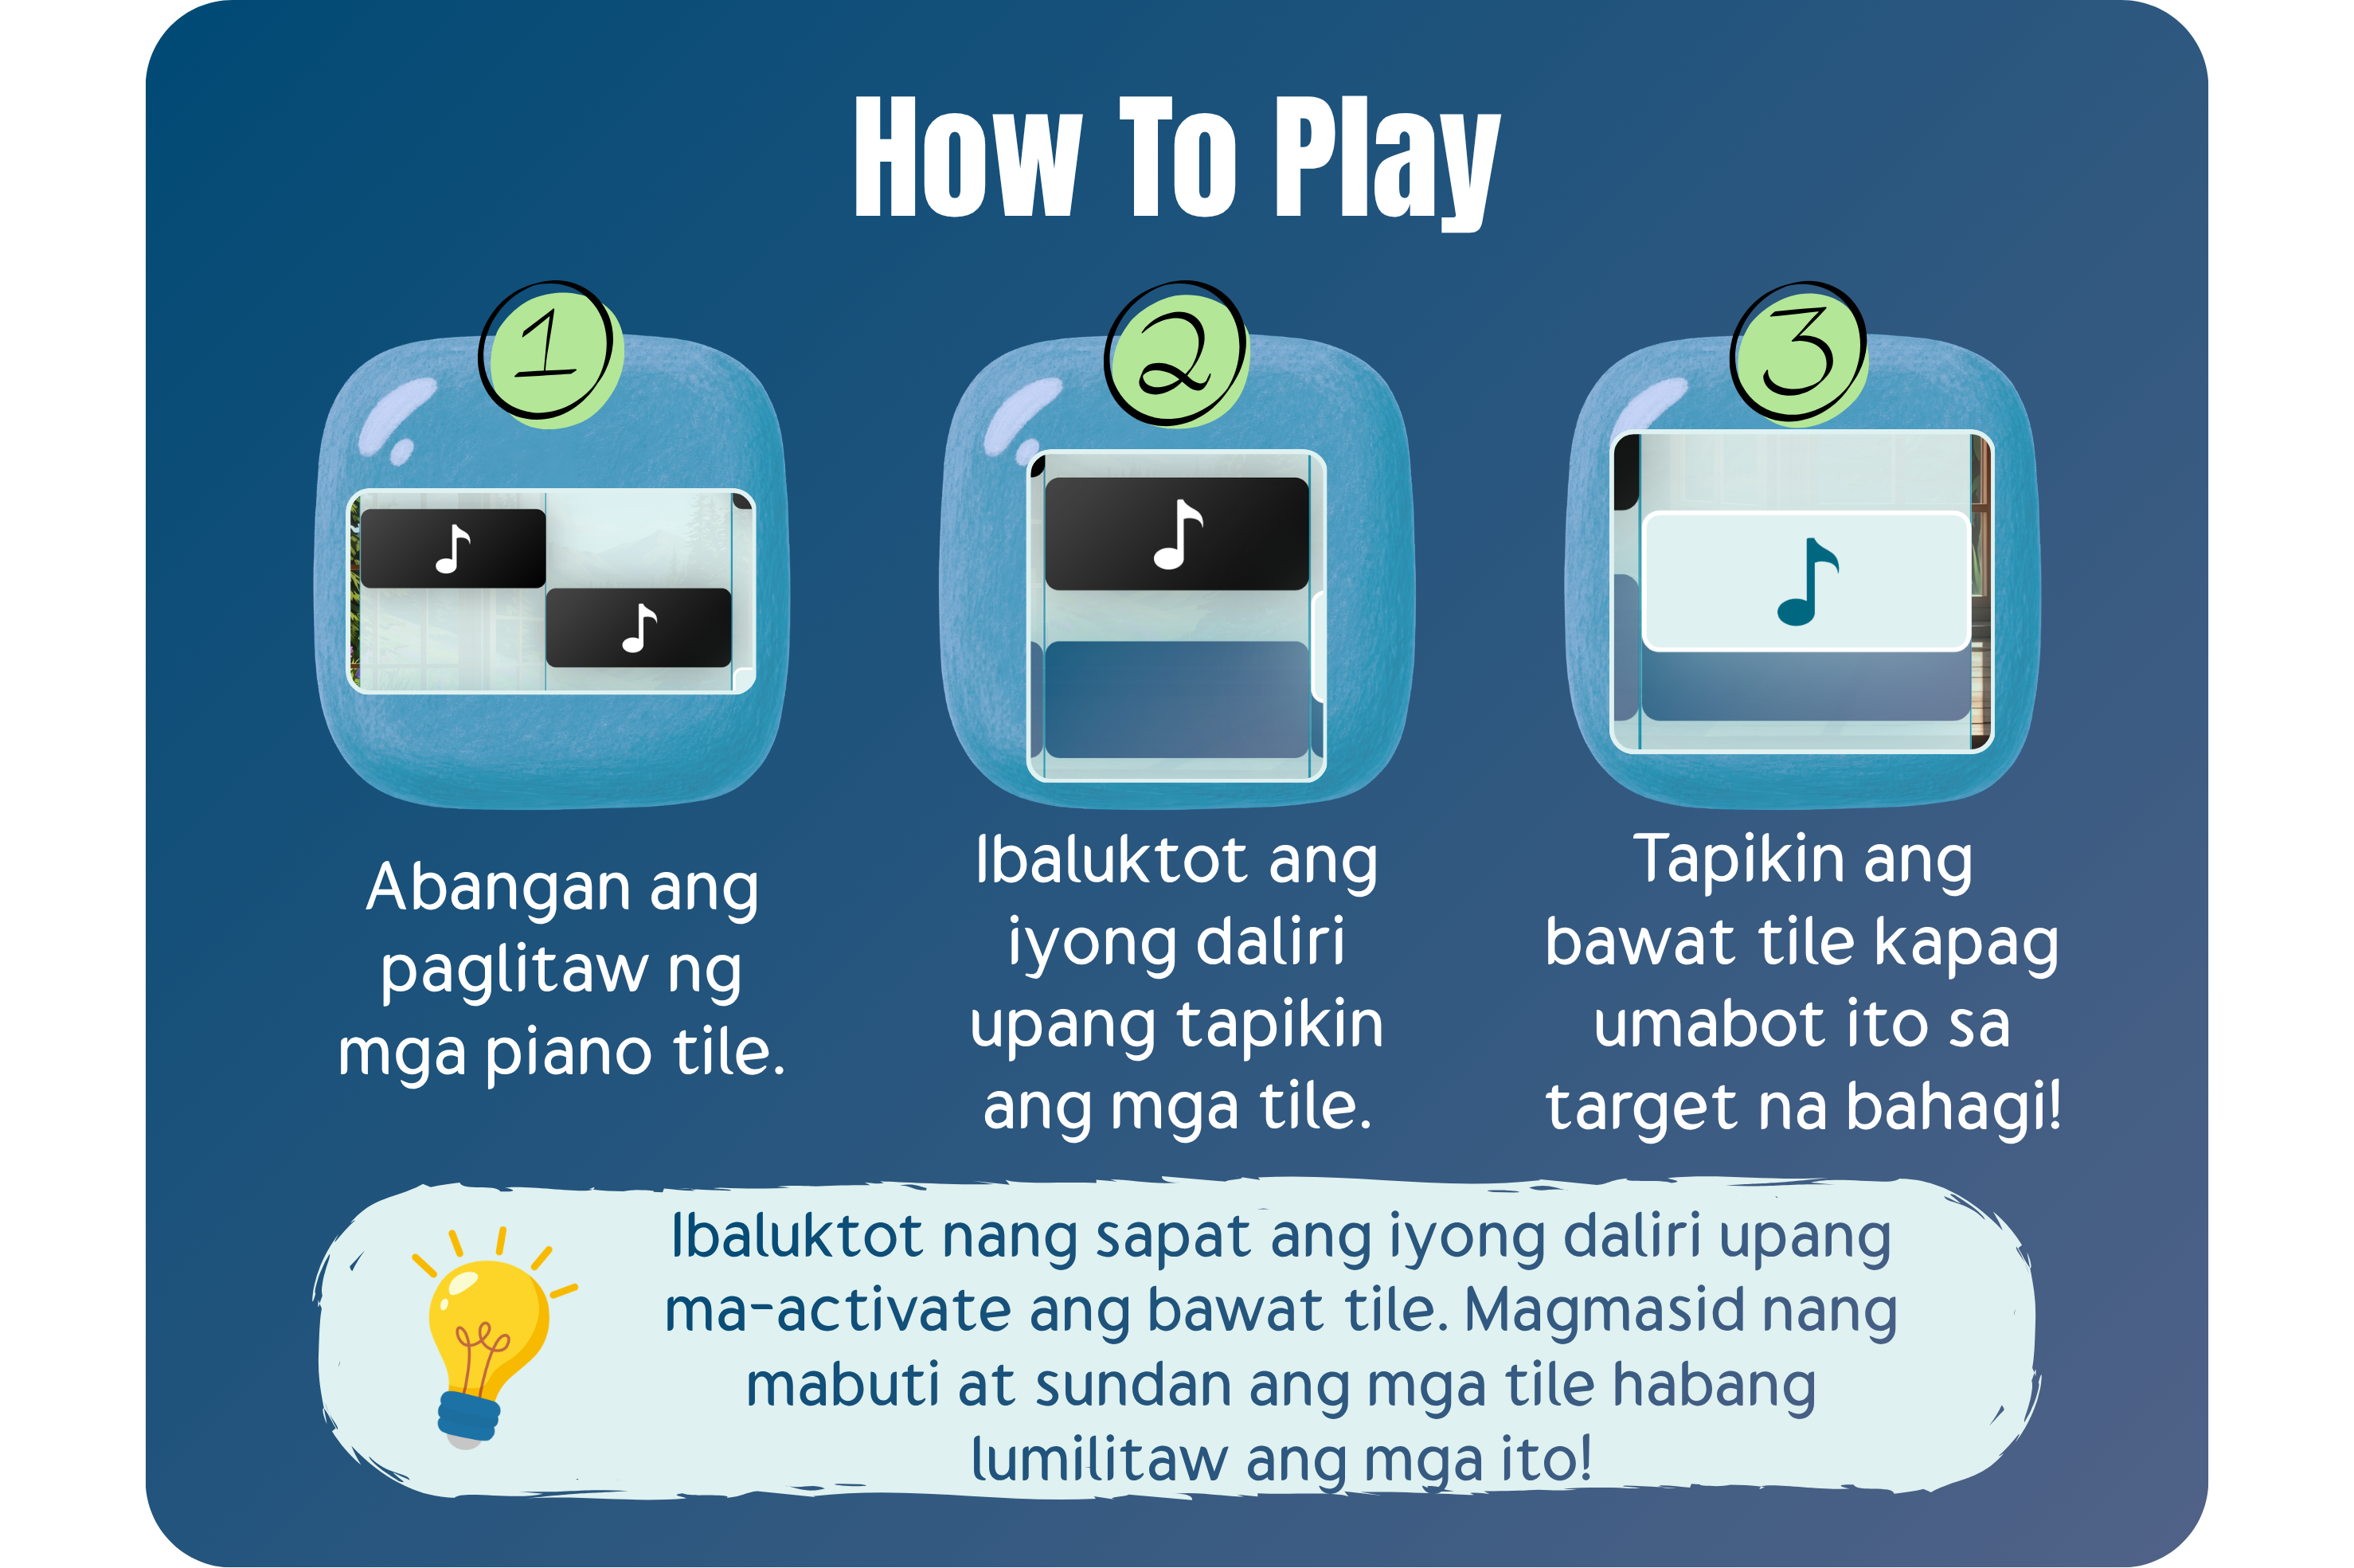 How To Play
1
Abangan ang
paglitaw ng
mga piano tile.
2
Ibaluktot ang
iyong daliri
upang tapikin
ang mga tile.
3
Tapikin ang
bawat tile kapag
umabot ito sa
target na bahagi!
Ibaluktot nang sapat ang iyong daliri upang
ma-activate ang bawat tile. Magmasid nang
mabuti at sundan ang mga tile habang
lumilitaw ang mga ito!